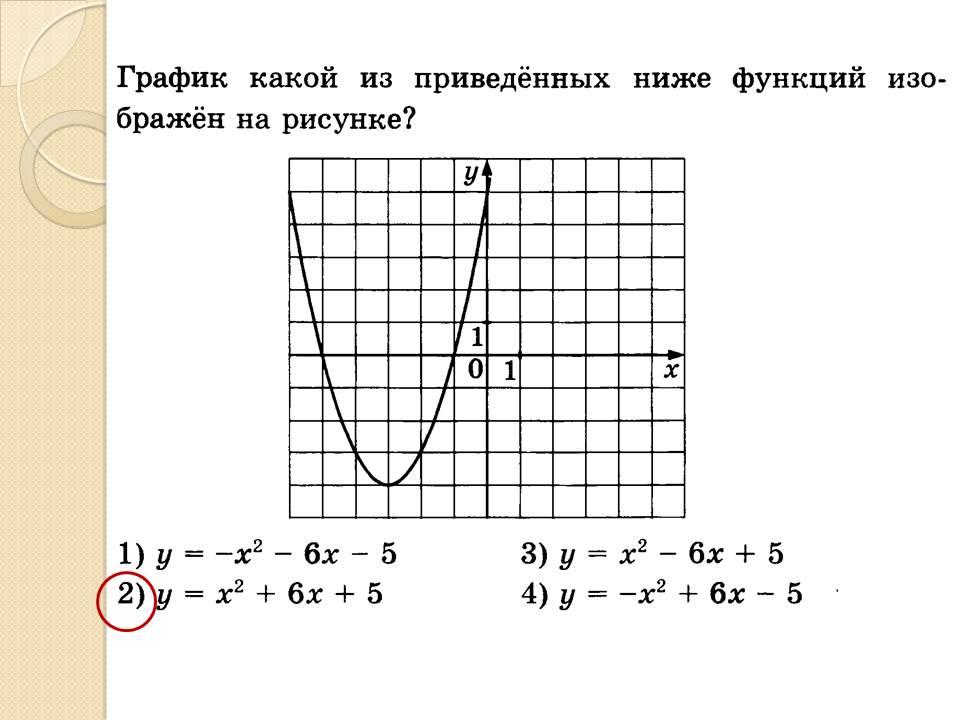 График какой из приведённых ниже функций изо-
бражён на рисунке?
y
1
0 1 x
1) y = −x² − 6x − 5 3) y = x² − 6x + 5
2) y = x² + 6x + 5 4) y = −x² + 6x − 5